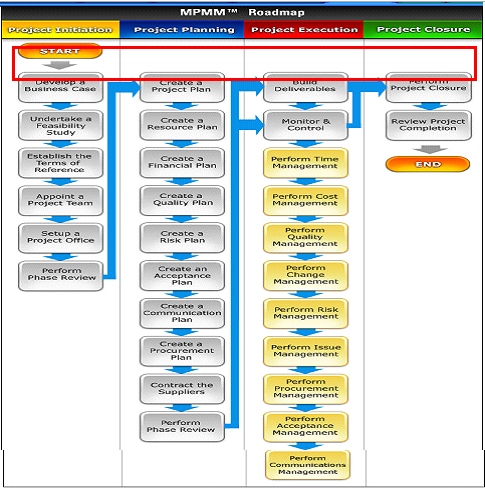 MPMM™ Roadmap
Project Initiation
Project Planning
Project Execution
Project Closure
START
Develop a
Business Case
Undertake a
Feasibility
Study
Establish the
Terms of
Reference
Appoint a
Project Team
Setup a
Project Office
Perform
Phase Review
Create a
Project Plan
Create a
Resource Plan
Create a
Financial Plan
Create a
Quality Plan
Create a
Risk Plan
Create an
Acceptance
Plan
Create a
Communication
Plan
Create a
Procurement
Plan
Contract the
Suppliers
Perform
Phase Review
Build
Deliverables
Monitor &
Control
Perform Time
Management
Perform Cost
Management
Perform
Quality
Management
Perform
Change
Management
Perform Risk
Management
Perform Issue
Management
Perform
Procurement
Management
Perform
Acceptance
Management
Perform
Communications
Management
Perform
Project Closure
Review Project
Completion
END